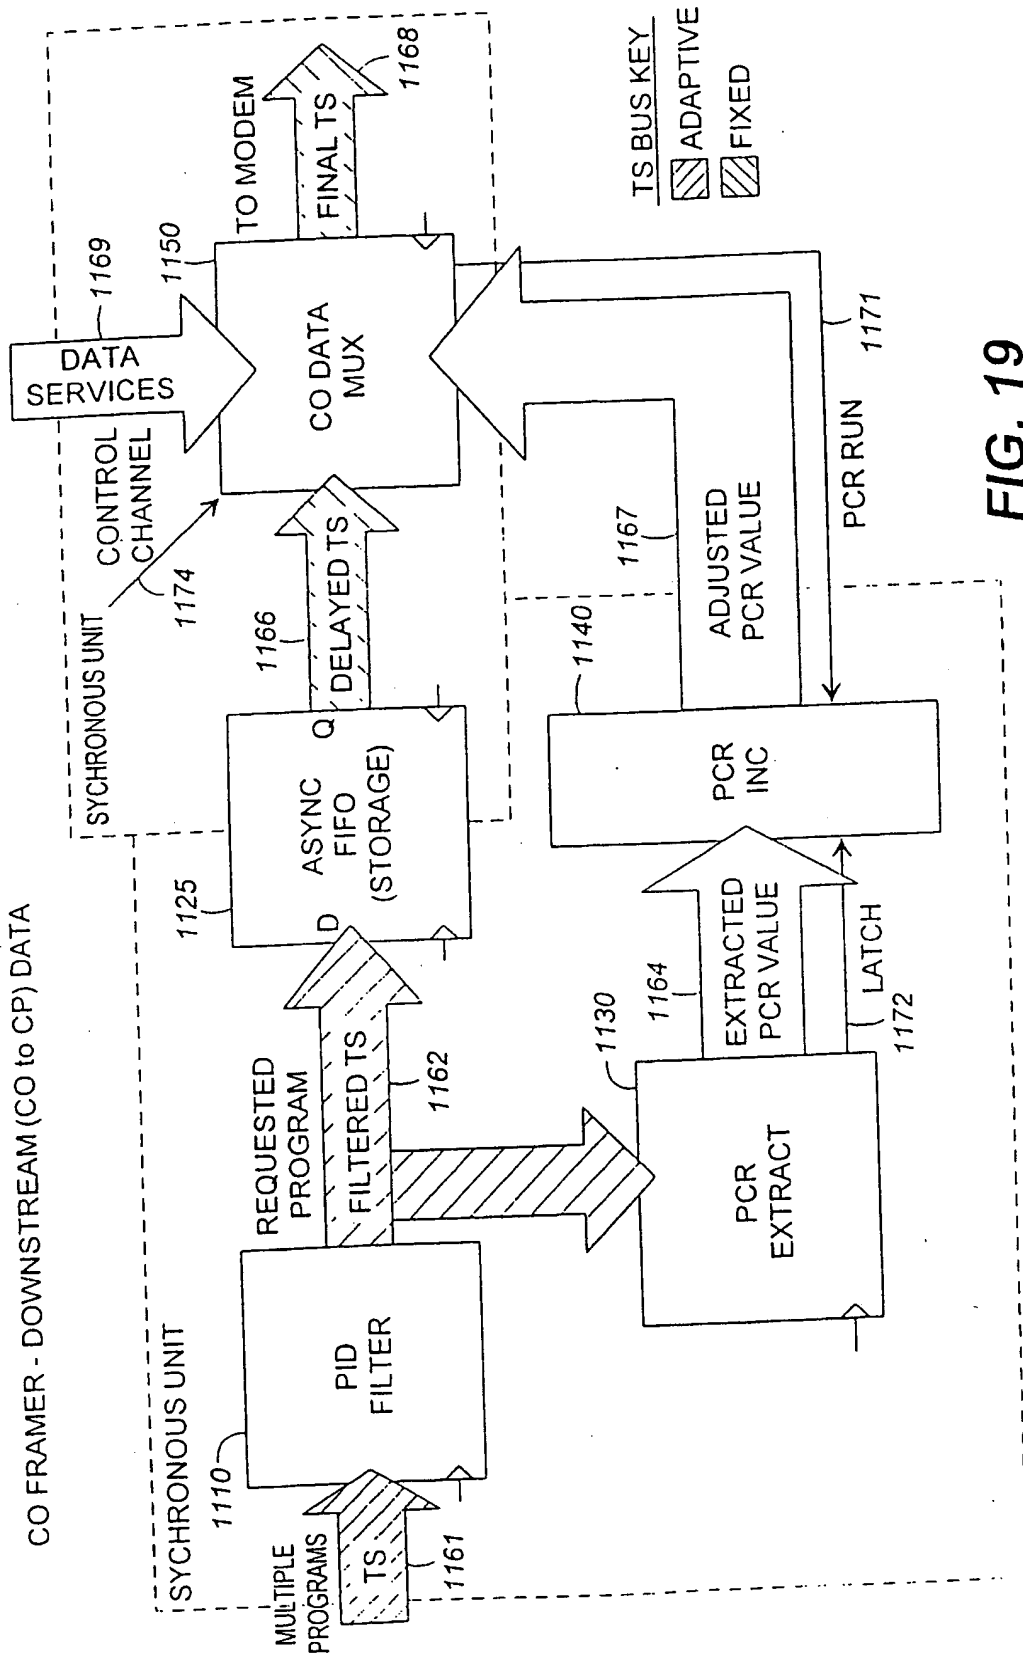 CO FRAMER - DOWNSTREAM (CO to CP) DATA
SYCHRONOUS UNIT
MULTIPLE
PROGRAMS
TS
1161
1110
PID
FILTER
REQUESTED
PROGRAM
FILTERED TS
1162
1125
D
ASYNC
FIFO
(STORAGE)
Q
1166
DELAYED TS
SYCHRONOUS UNIT
1174
CONTROL
CHANNEL
DATA
SERVICES
1169
1150
CO DATA
MUX
TO MODEM
FINAL TS
1168
1130
PCR
EXTRACT
1164
EXTRACTED
PCR VALUE
LATCH
1172
1140
PCR
INC
1167
ADJUSTED
PCR VALUE
PCR RUN
1171
TS BUS KEY
ADAPTIVE
FIXED
FIG. 19